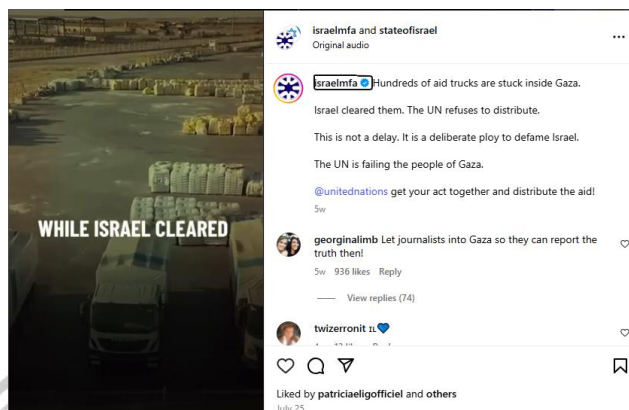 WHILE ISRAEL CLEARED
israelmfa and stateofisrael
Original audio
israelmfa Hundreds of aid trucks are stuck inside Gaza.
Israel cleared them. The UN refuses to distribute.
This is not a delay. It is a deliberate ploy to defame Israel.
The UN is failing the people of Gaza.
@unitednations get your act together and distribute the aid!
5w
georginalimb Let journalists into Gaza so they can report the
truth then!
5w 936 likes Reply
View replies (74)
twizerronit IL💙
Liked by patriciaeligofficiel and others
July 25